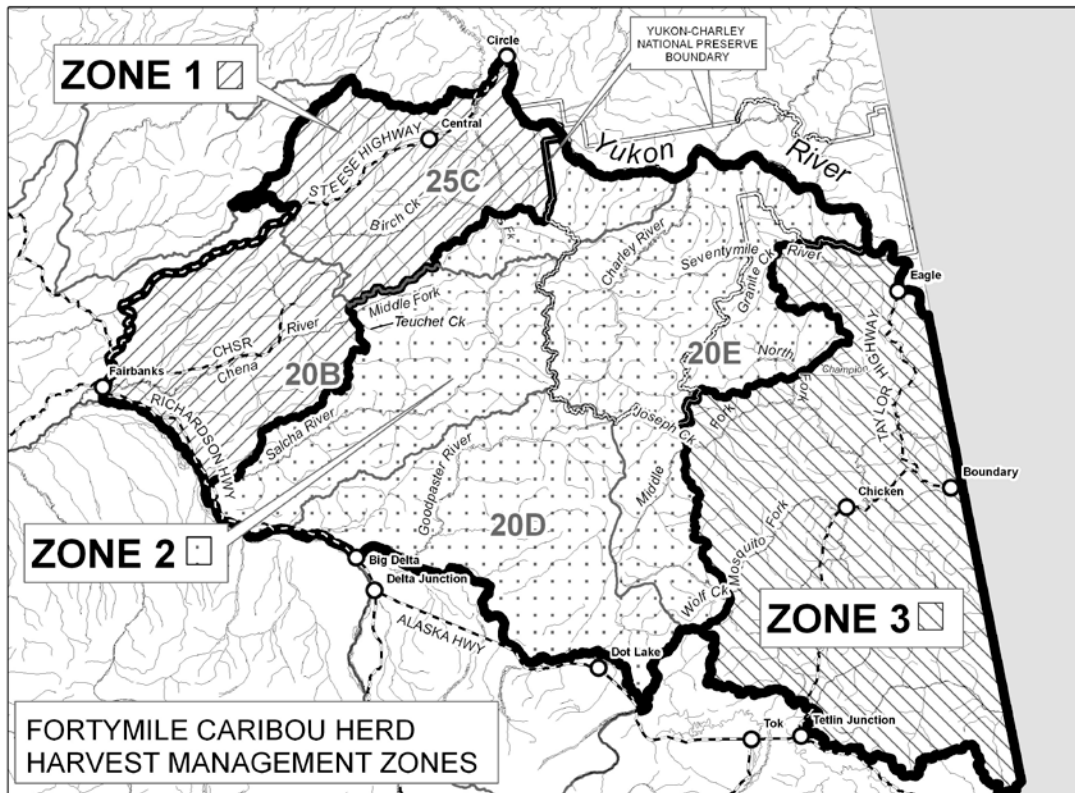 Circle
YUKON-CHARLEY
NATIONAL PRESERVE
BOUNDARY
ZONE 1
Central
STEESE HIGHWAY
Yukon River
25C
Birch Ck
Fk
Charley River
Seventymile River
Granite Ck
Eagle
Middle Fork
Teuchet Ck
River
CHSR
Chena
20B
20E
North Fork
Champion
TAYLOR HIGHWAY
Fairbanks
RICHARDSON HWY
Salcha River
Joseph Ck
Fork
Middle
Goodpaster River
Boundary
Chicken
Mosquito Fork
20D
ZONE 2
Big Delta
Delta Junction
ALASKA HWY
Wolf Ck
ZONE 3
Dot Lake
Tok
Tetlin Junction
FORTYMILE CARIBOU HERD
HARVEST MANAGEMENT ZONES